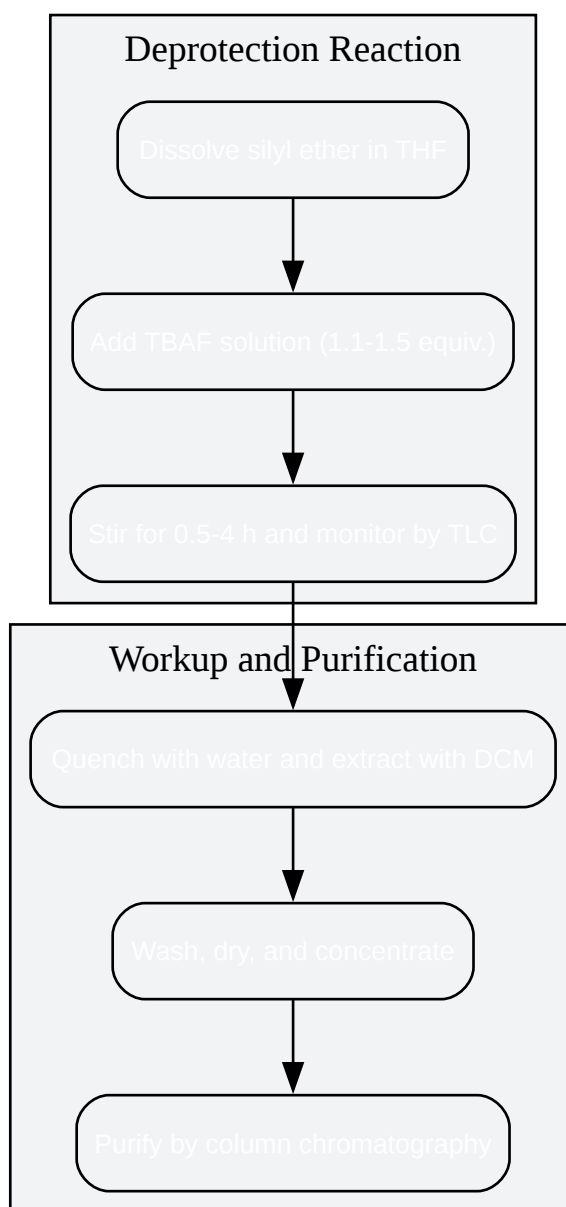 Deprotection Reaction
Dissolve silyl ether in THF
Add TBAF solution (1.1-1.5 equiv.)
Stir for 0.5-4 h and monitor by TLC
Workup and Purification
Quench with water and extract with DCM
Wash, dry, and concentrate
Purify by column chromatography